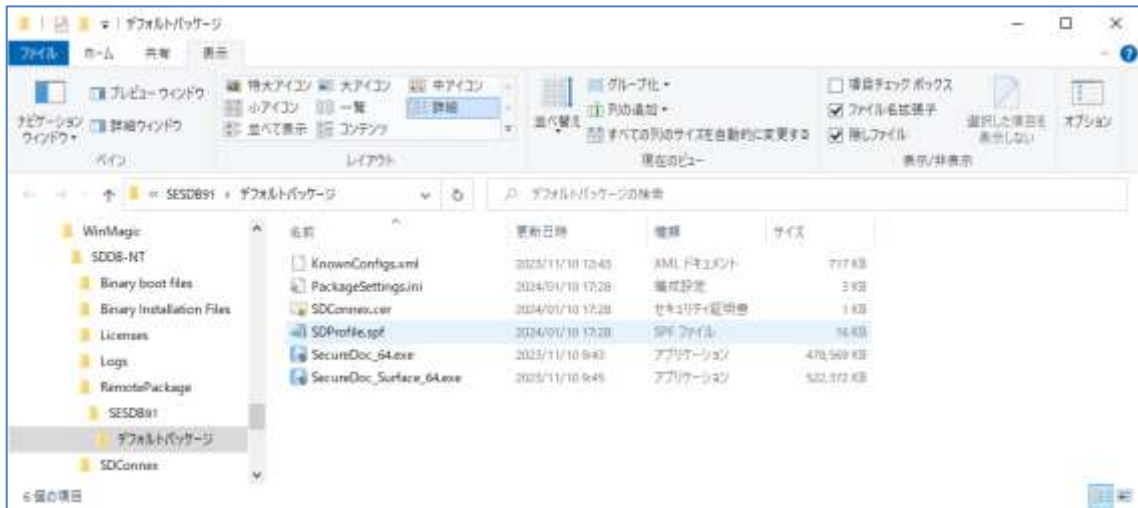 デフォルトパッケージ
ファイル ホーム 共有 表示
ナビゲーション ウィンドウ
プレビュー ウィンドウ
詳細ウィンドウ
特大アイコン 大アイコン 中アイコン
小アイコン 一覧 詳細
並べて表示 コンテンツ
並べ替え
グループ化
列の追加
すべての列のサイズを自動的に変更する
項目チェック ボックス
ファイル名拡張子
隠しファイル
選択した項目を表示しない
オプション
ペイン レイアウト 現在のビュー 表示/非表示
« SESDB91 › デフォルトパッケージ
デフォルトパッケージの検索
WinMagic
SDDB-NT
Binary boot files
Binary Installation Files
Licenses
Logs
RemotePackage
SESDB91
デフォルトパッケージ
SDConnex
名前 更新日時 種類 サイズ
KnownConfigs.xml 2023/11/10 12:43 XML ドキュメント 717 KB
PackageSettings.ini 2024/01/10 17:28 構成設定 3 KB
SDConnex.cer 2024/01/10 17:28 セキュリティ証明書 1 KB
SDProfile.spf 2024/01/10 17:28 SPF ファイル 16 KB
SecureDoc_64.exe 2023/11/10 9:43 アプリケーション 478,569 KB
SecureDoc_Surface_64.exe 2023/11/10 9:45 アプリケーション 522,372 KB
6 個の項目